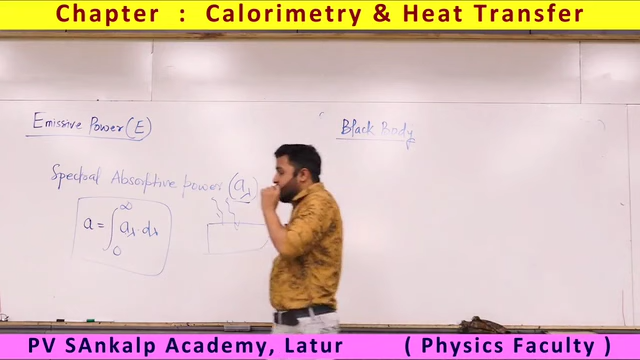 Chapter : Calorimetry & Heat Transfer
Emissive Power (E)
Black Body
Spectral Absorptive power (aλ)
a = ∫₀^∞ aλ · dλ
PV SAnkalp Academy, Latur ( Physics Faculty )